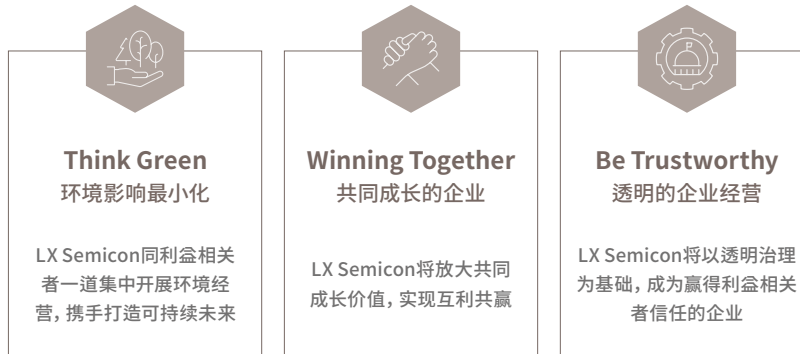 Think Green
环境影响最小化
LX Semicon同利益相关
者一道集中开展环境经
营, 携手打造可持续未来
Winning Together
共同成长的企业
LX Semicon将放大共同
成长价值, 实现互利共赢
Be Trustworthy
透明的企业经营
LX Semicon将以透明治理
为基础, 成为赢得利益相关
者信任的企业